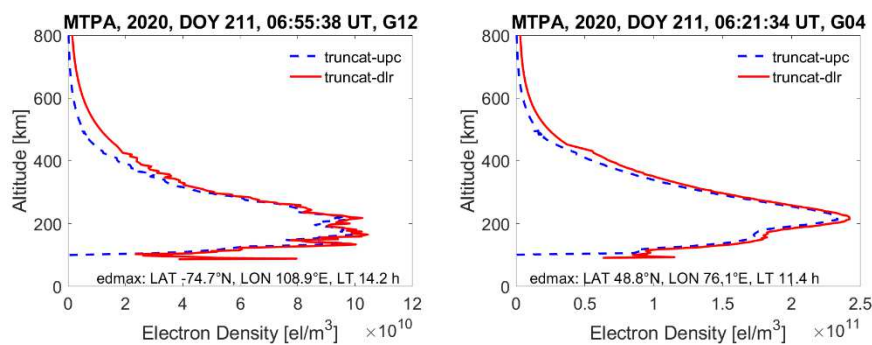 MTPA, 2020, DOY 211, 06:55:38 UT, G12
800
600
400
200
0
Altitude [km]
truncat-upc
truncat-dlr
edmax: LAT -74.7°N, LON 108.9°E, LT 14.2 h
0 2 4 6 8 10 12
Electron Density [el/m³] ×10¹⁰
MTPA, 2020, DOY 211, 06:21:34 UT, G04
800
600
400
200
0
Altitude [km]
truncat-upc
truncat-dlr
edmax: LAT 48.8°N, LON 76.1°E, LT 11.4 h
0 0.5 1 1.5 2 2.5
Electron Density [el/m³] ×10¹¹